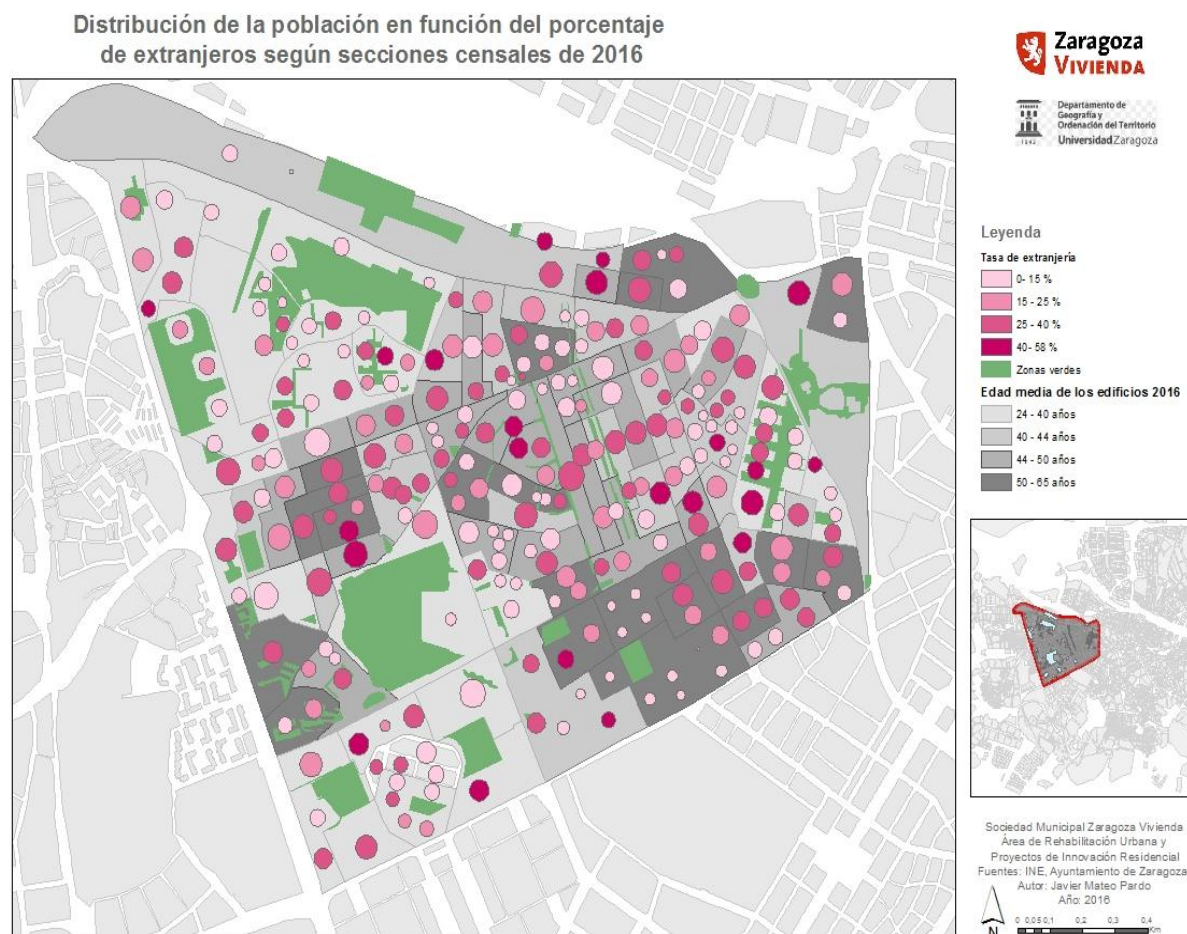 Distribución de la población en función del porcentaje
de extranjeros según secciones censales de 2016
Zaragoza
VIVIENDA
Departamento de
Geografía y
Ordenación del Territorio
Universidad Zaragoza
1542
Leyenda
Tasa de extranjería
0- 15 %
15 - 25 %
25 - 40 %
40- 58 %
Zonas verdes
Edad media de los edificios 2016
24 - 40 años
40 - 44 años
44 - 50 años
50 - 65 años
Sociedad Municipal Zaragoza Vivienda
Área de Rehabilitación Urbana y
Proyectos de Innovación Residencial
Fuentes: INE, Ayuntamiento de Zaragoza
Autor: Javier Mateo Pardo
Año: 2016
N
0 0,05 0,1 0,2 0,3 0,4
Km